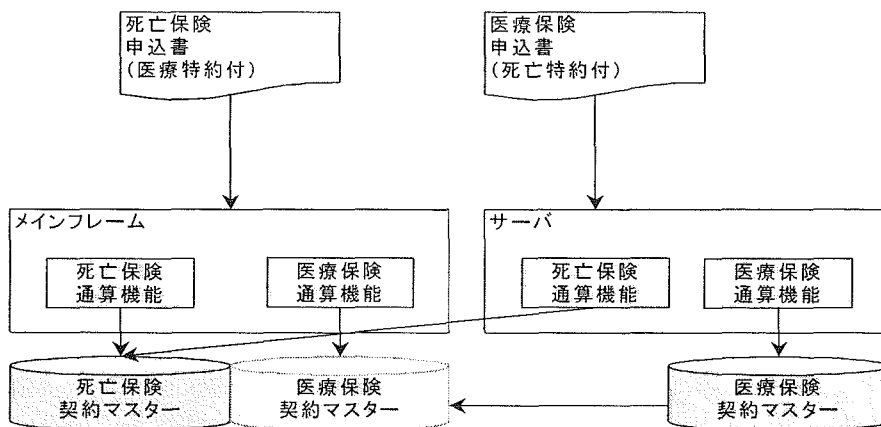 死亡保険
申込書
(医療特約付)
医療保険
申込書
(死亡特約付)
メインフレーム
死亡保険
通算機能
医療保険
通算機能
サーバ
死亡保険
通算機能
医療保険
通算機能
死亡保険
契約マスター
医療保険
契約マスター
医療保険
契約マスター